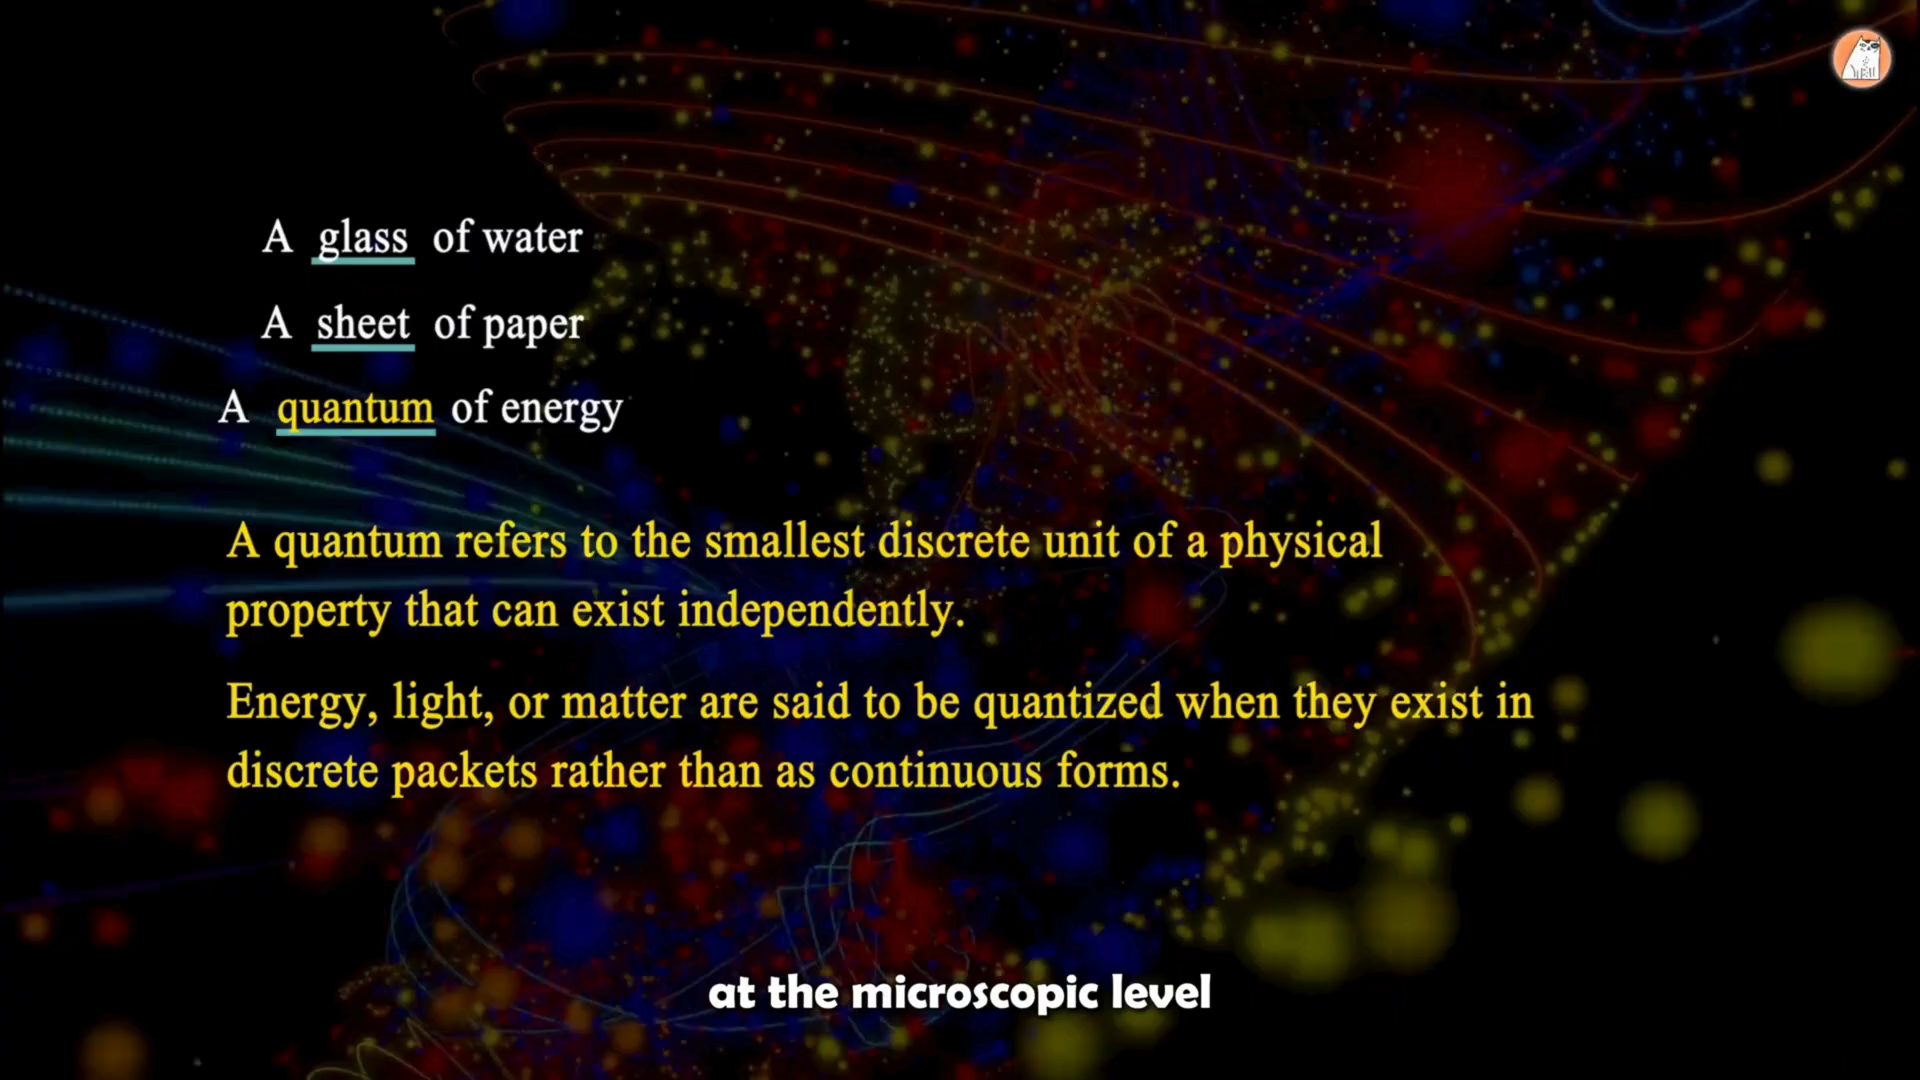 A glass of water
A sheet of paper
A quantum of energy
A quantum refers to the smallest discrete unit of a physical
property that can exist independently.
Energy, light, or matter are said to be quantized when they exist in
discrete packets rather than as continuous forms.
at the microscopic level